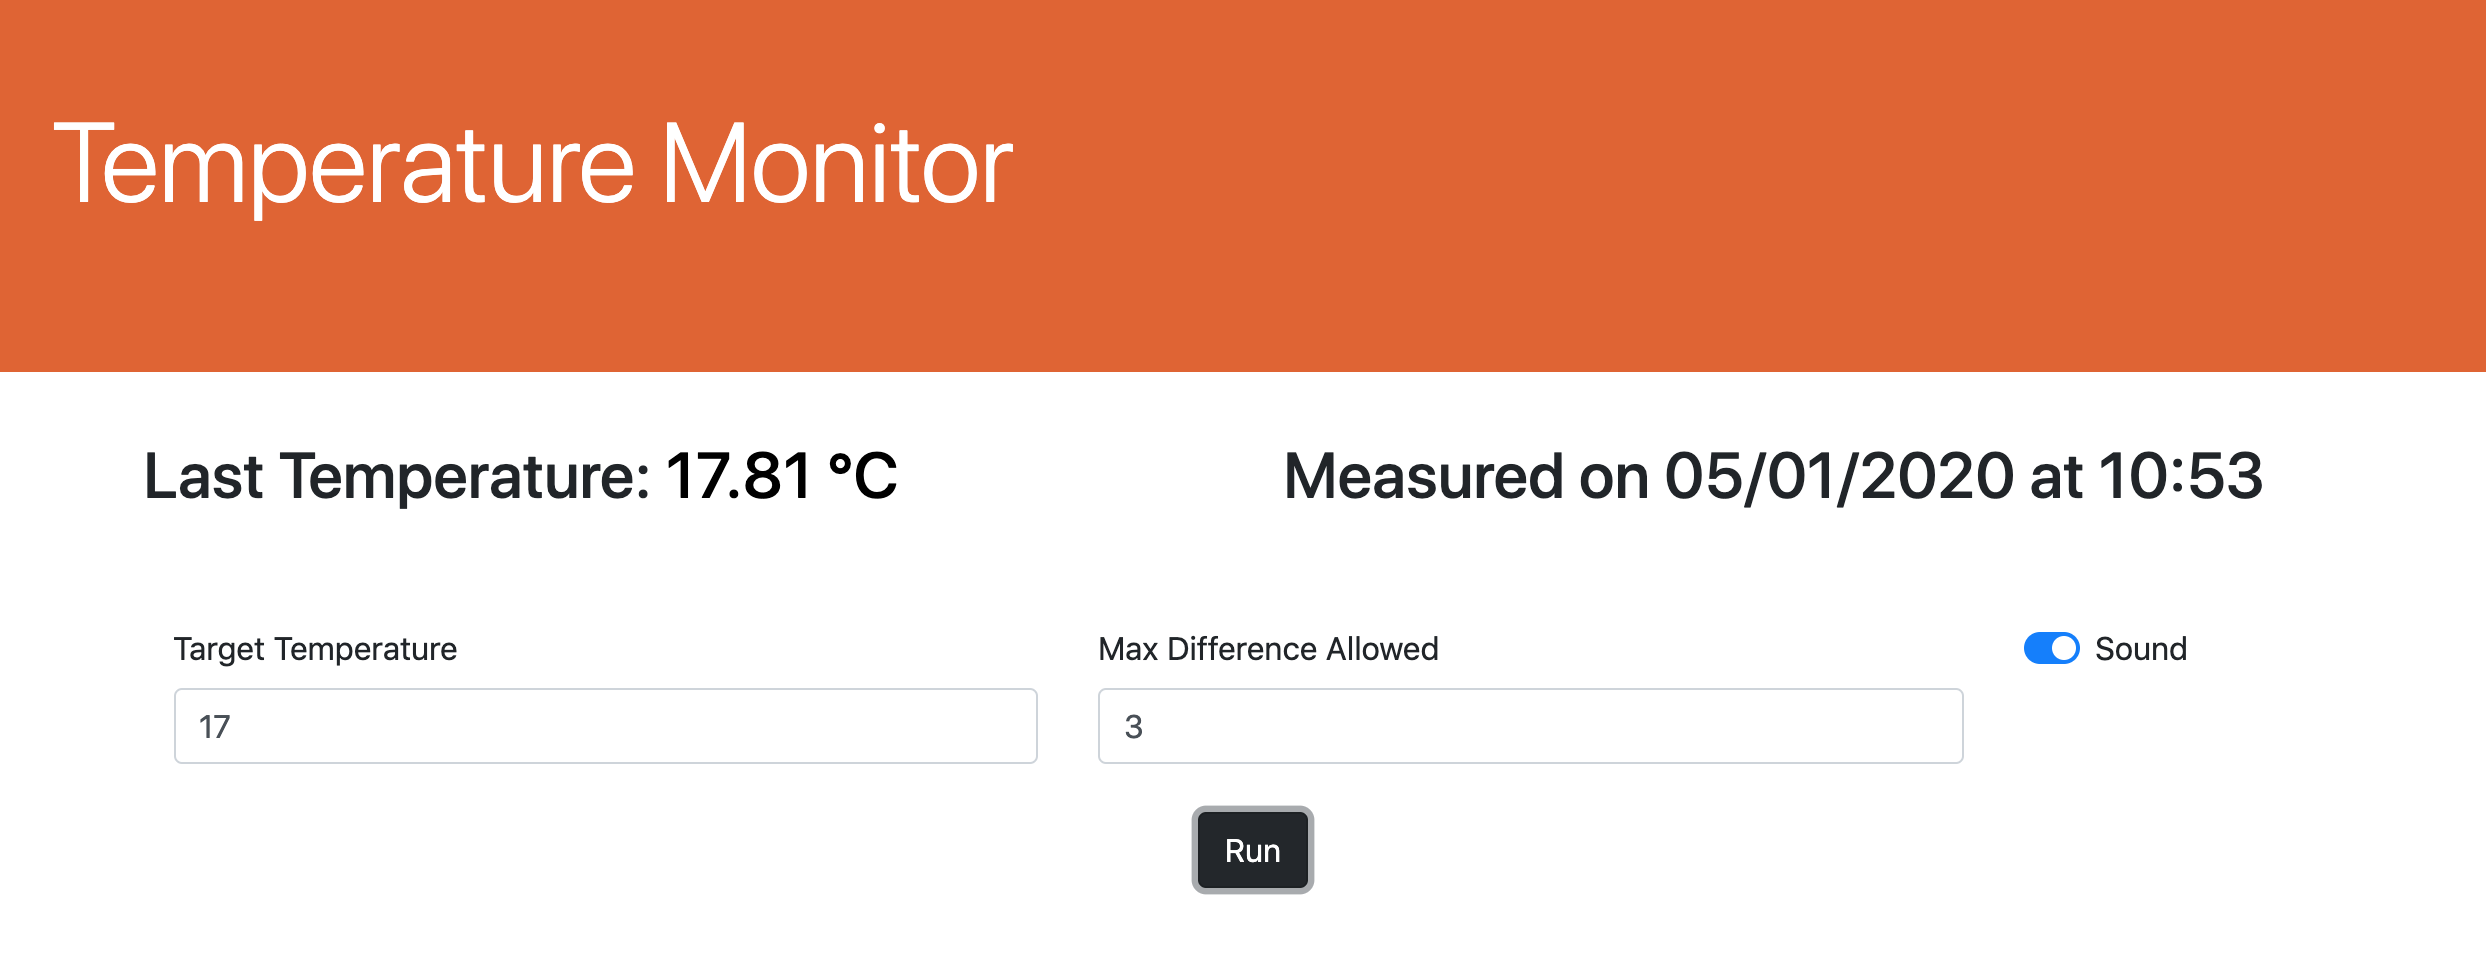 Temperature Monitor
Last Temperature: 17.81 °C
Measured on 05/01/2020 at 10:53
Target Temperature
Max Difference Allowed
Sound
17
3
Run